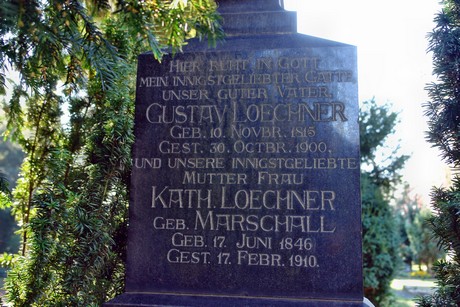 HIER RUHT IN GOTT
MEIN INNIGSTGELIEBTER GATTE
UNSER GUTER VATER,
GUSTAV LOECHNER
GEB. 10. NOVBR. 1815
GEST. 30. OCTBR. 1900,
UND UNSERE INNIGSTGELIEBTE
MUTTER FRAU
KATH. LOECHNER
GEB. MARSCHALL
GEB. 17. JUNI 1846
GEST. 17. FEBR. 1910.